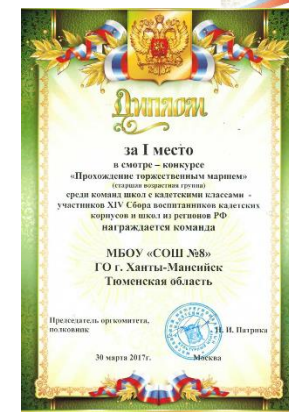 Диплом
за I место
в смотре – конкурсе
«Прохождение торжественным маршем»
(старшая возрастная группа)
среди команд школ с кадетскими классами -
участников XIV Сбора воспитанников кадетских
корпусов и школ из регионов РФ
награждается команда
МБОУ «СОШ №8»
ГО г. Ханты-Мансийск
Тюменская область
Председатель оргкомитета,
полковник И. И. Патрика
30 марта 2017г. Москва